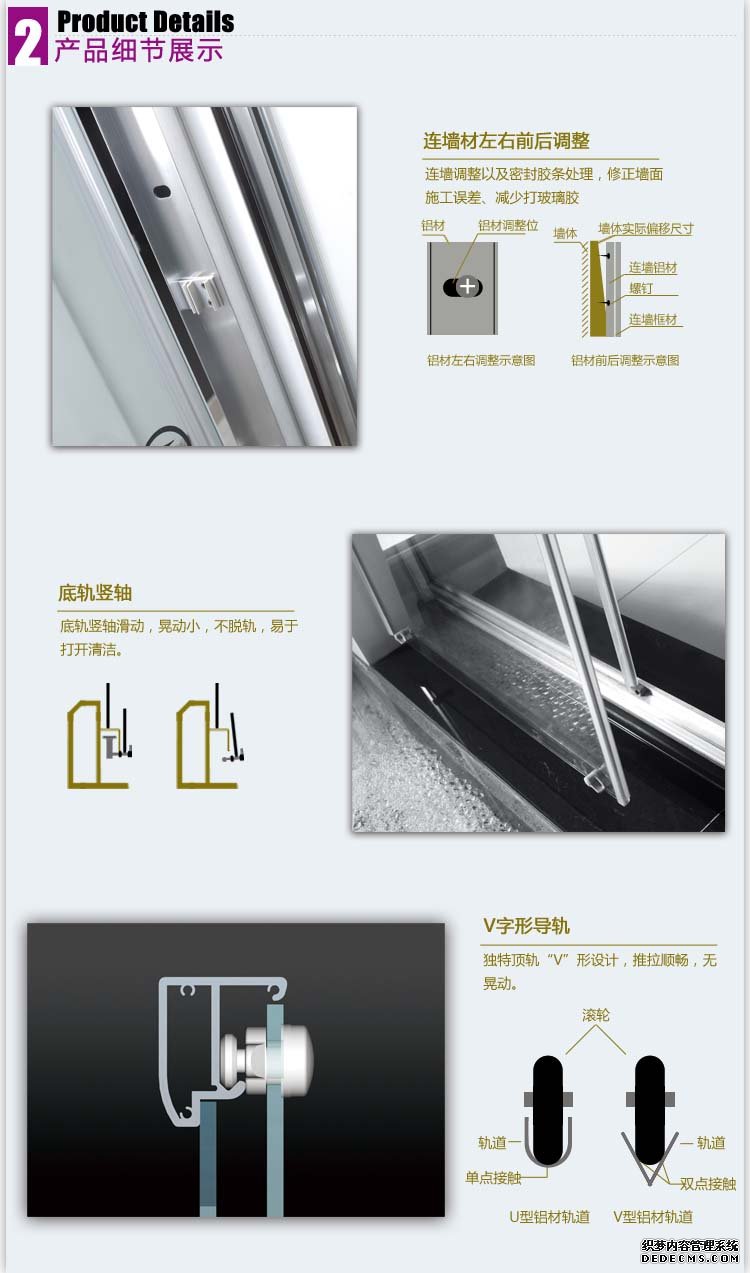 2
Product Details
产品细节展示
连墙材左右前后调整
连墙调整以及密封胶条处理，修正墙面
施工误差、减少打玻璃胶
铝材
铝材调整位
墙体
墙体实际偏移尺寸
连墙铝材
螺钉
连墙框材
铝材左右调整示意图
铝材前后调整示意图
底轨竖轴
底轨竖轴滑动，晃动小，不脱轨，易于
打开清洁。
V字形导轨
独特顶轨“V”形设计，推拉顺畅，无
晃动。
滚轮
轨道
轨道
单点接触
双点接触
U型铝材轨道
V型铝材轨道
织梦内容管理系统
DEDECMS.COM